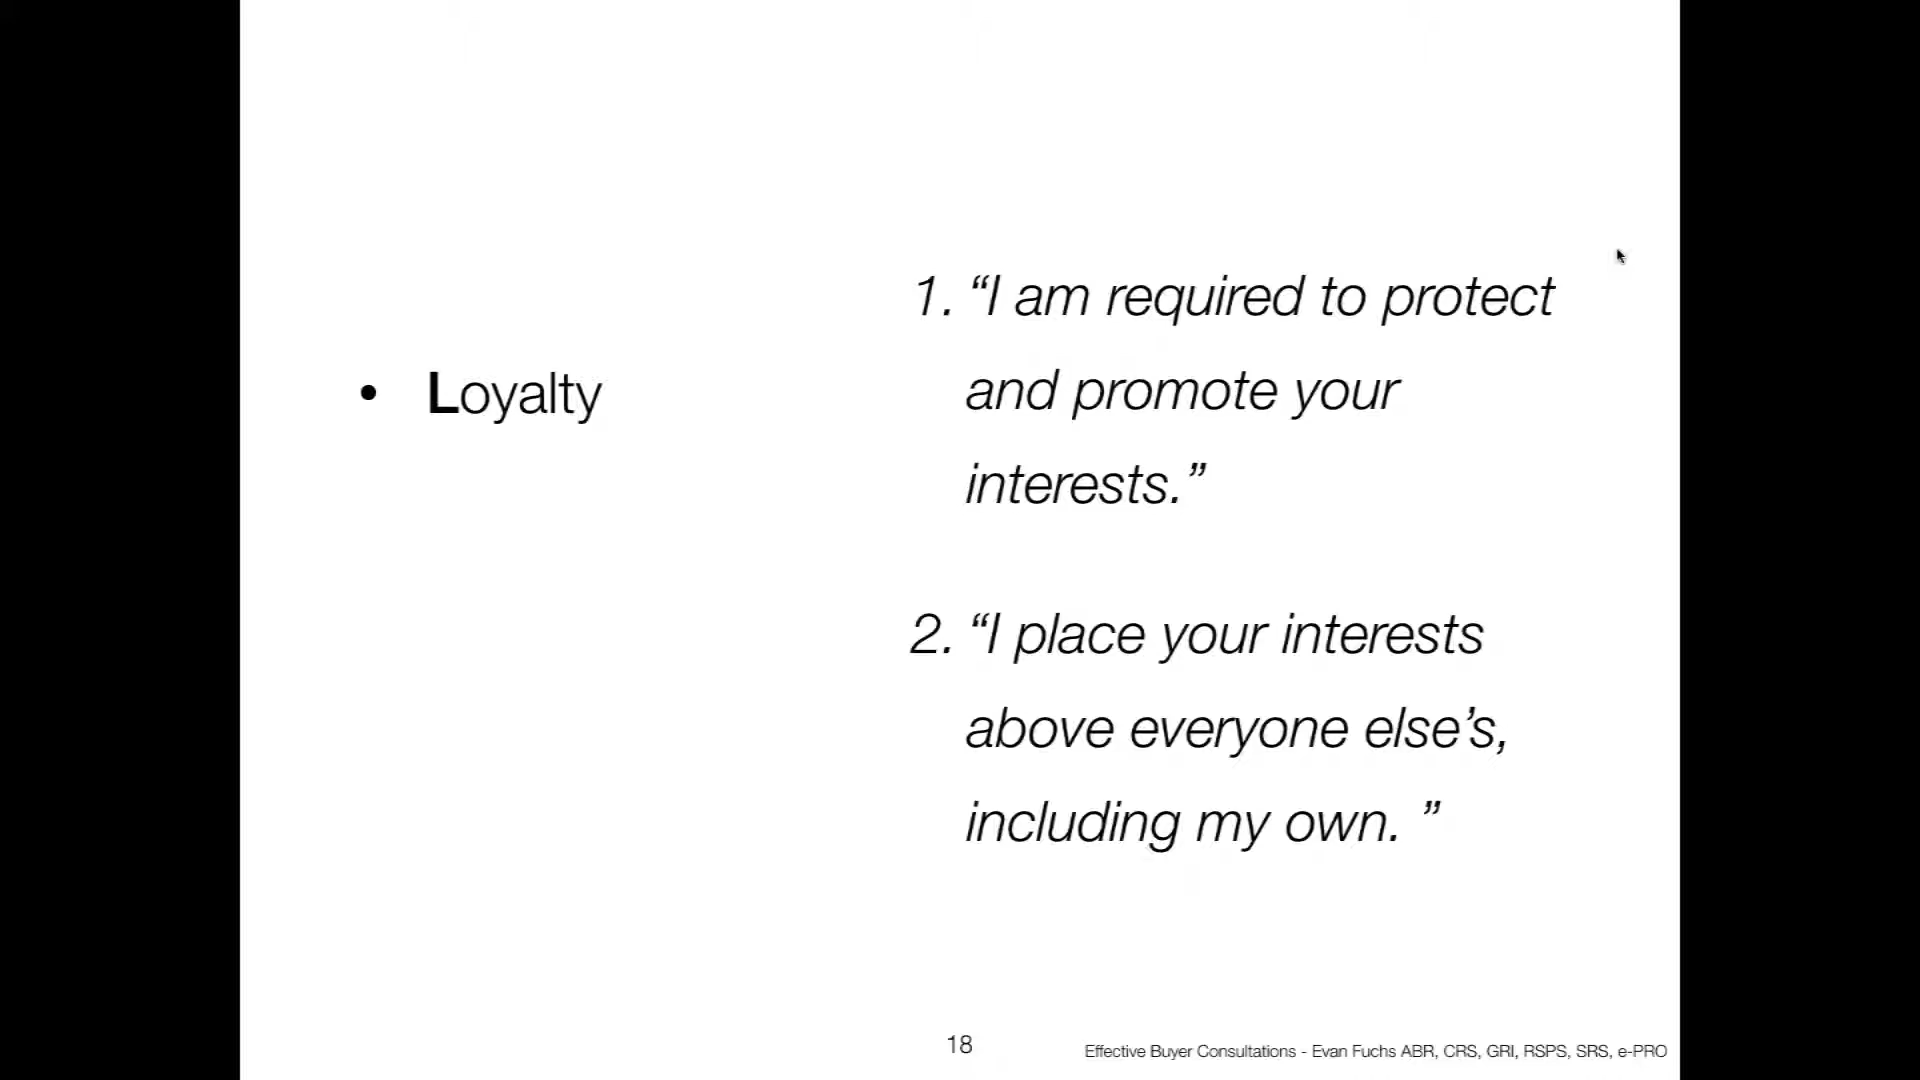 • Loyalty
1. “I am required to protect
and promote your
interests.”
2. “I place your interests
above everyone else’s,
including my own. ”
18
Effective Buyer Consultations - Evan Fuchs ABR, CRS, GRI, RSPS, SRS, e-PRO